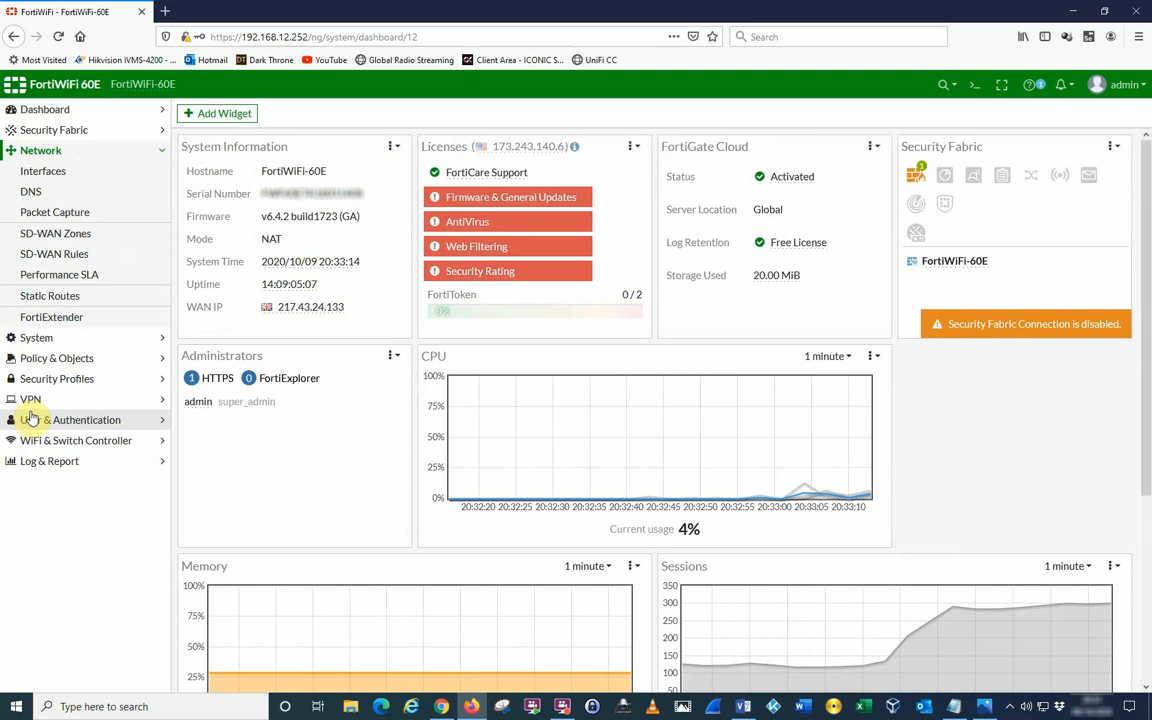 FortiWiFi - FortiWiFi-60E
https://192.168.12.252/ng/system/dashboard/12
Search
Most Visited
Hikvision iVMS-4200 - ...
Hotmail
Dark Throne
YouTube
Global Radio Streaming
Client Area - ICONIC S...
UniFi CC
FortiWiFi 60E
FortiWiFi-60E
1
admin
Dashboard
Security Fabric
Network
Interfaces
DNS
Packet Capture
SD-WAN Zones
SD-WAN Rules
Performance SLA
Static Routes
FortiExtender
System
Policy & Objects
Security Profiles
VPN
& Authentication
WiFi & Switch Controller
Log & Report
Add Widget
System Information
Hostname FortiWiFi-60E
Serial Number
Firmware v6.4.2 build1723 (GA)
Mode NAT
System Time 2020/10/09 20:33:14
Uptime 14:09:05:07
WAN IP 217.43.24.133
Licenses ( 173.243.140.6)
FortiCare Support
Firmware & General Updates
AntiVirus
Web Filtering
Security Rating
FortiToken 0 / 2
0%
FortiGate Cloud
Status Activated
Server Location Global
Log Retention Free License
Storage Used 20.00 MiB
Security Fabric
1
FortiWiFi-60E
Security Fabric Connection is disabled.
Administrators
1 HTTPS 0 FortiExplorer
admin super_admin
CPU 1 minute
100%
75%
50%
25%
0%
20:32:20 20:32:25 20:32:30 20:32:35 20:32:40 20:32:45 20:32:50 20:32:55 20:33:00 20:33:05 20:33:10
Current usage 4%
Memory 1 minute
100%
75%
50%
25%
Sessions 1 minute
350
300
250
200
150
100
50
Type here to search